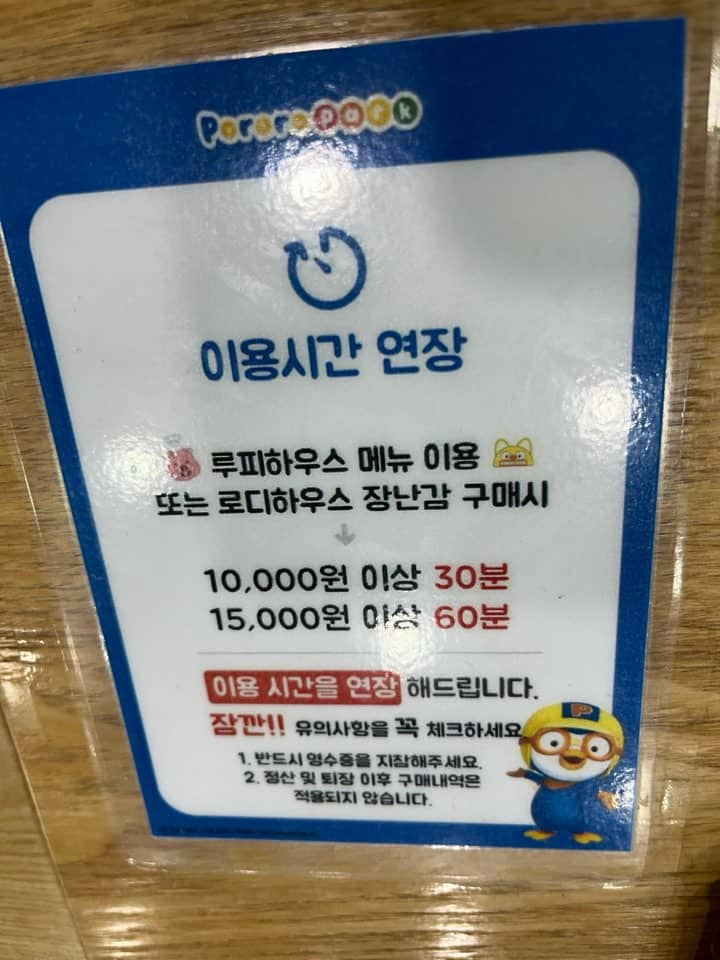 Pororo park
이용시간 연장
루피하우스 메뉴 이용
또는 로디하우스 장난감 구매시
10,000원 이상 30분
15,000원 이상 60분
이용 시간을 연장 해드립니다.
잠깐!! 유의사항을 꼭 체크하세요
1. 반드시 영수증을 지참해주세요.
2. 정산 및 퇴장 이후 구매내역은
적용되지 않습니다.
P